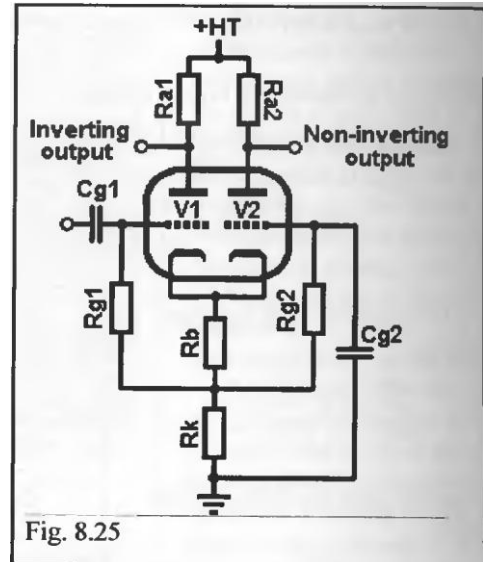 +HT
Ra1
Ra2
Inverting
output
Non-inverting
output
Cg1
V1
V2
Rg1
Rb
Rg2
Cg2
Rk
Fig. 8.25